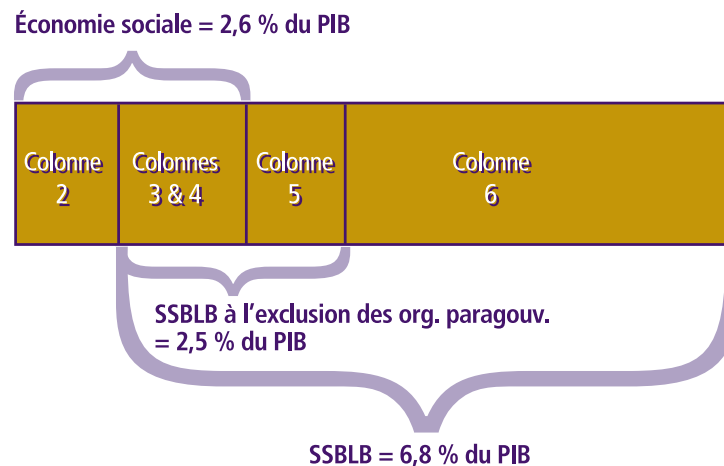 Économie sociale = 2,6 % du PIB
Colonne
2
Colonnes
3 & 4
Colonne
5
Colonne
6
SSBLB à l’exclusion des org. paragouv.
= 2,5 % du PIB
SSBLB = 6,8 % du PIB